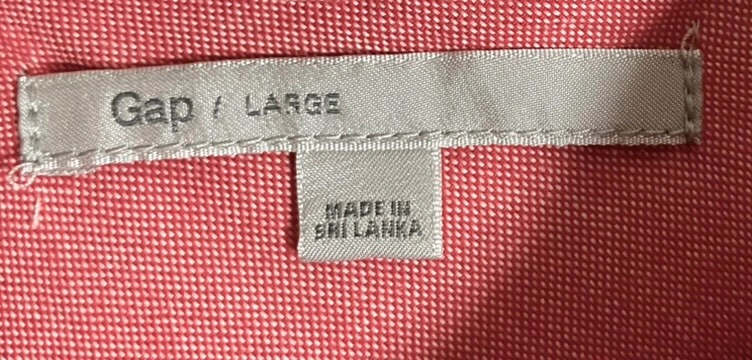 Gap / LARGE
MADE IN
SRI LANKA